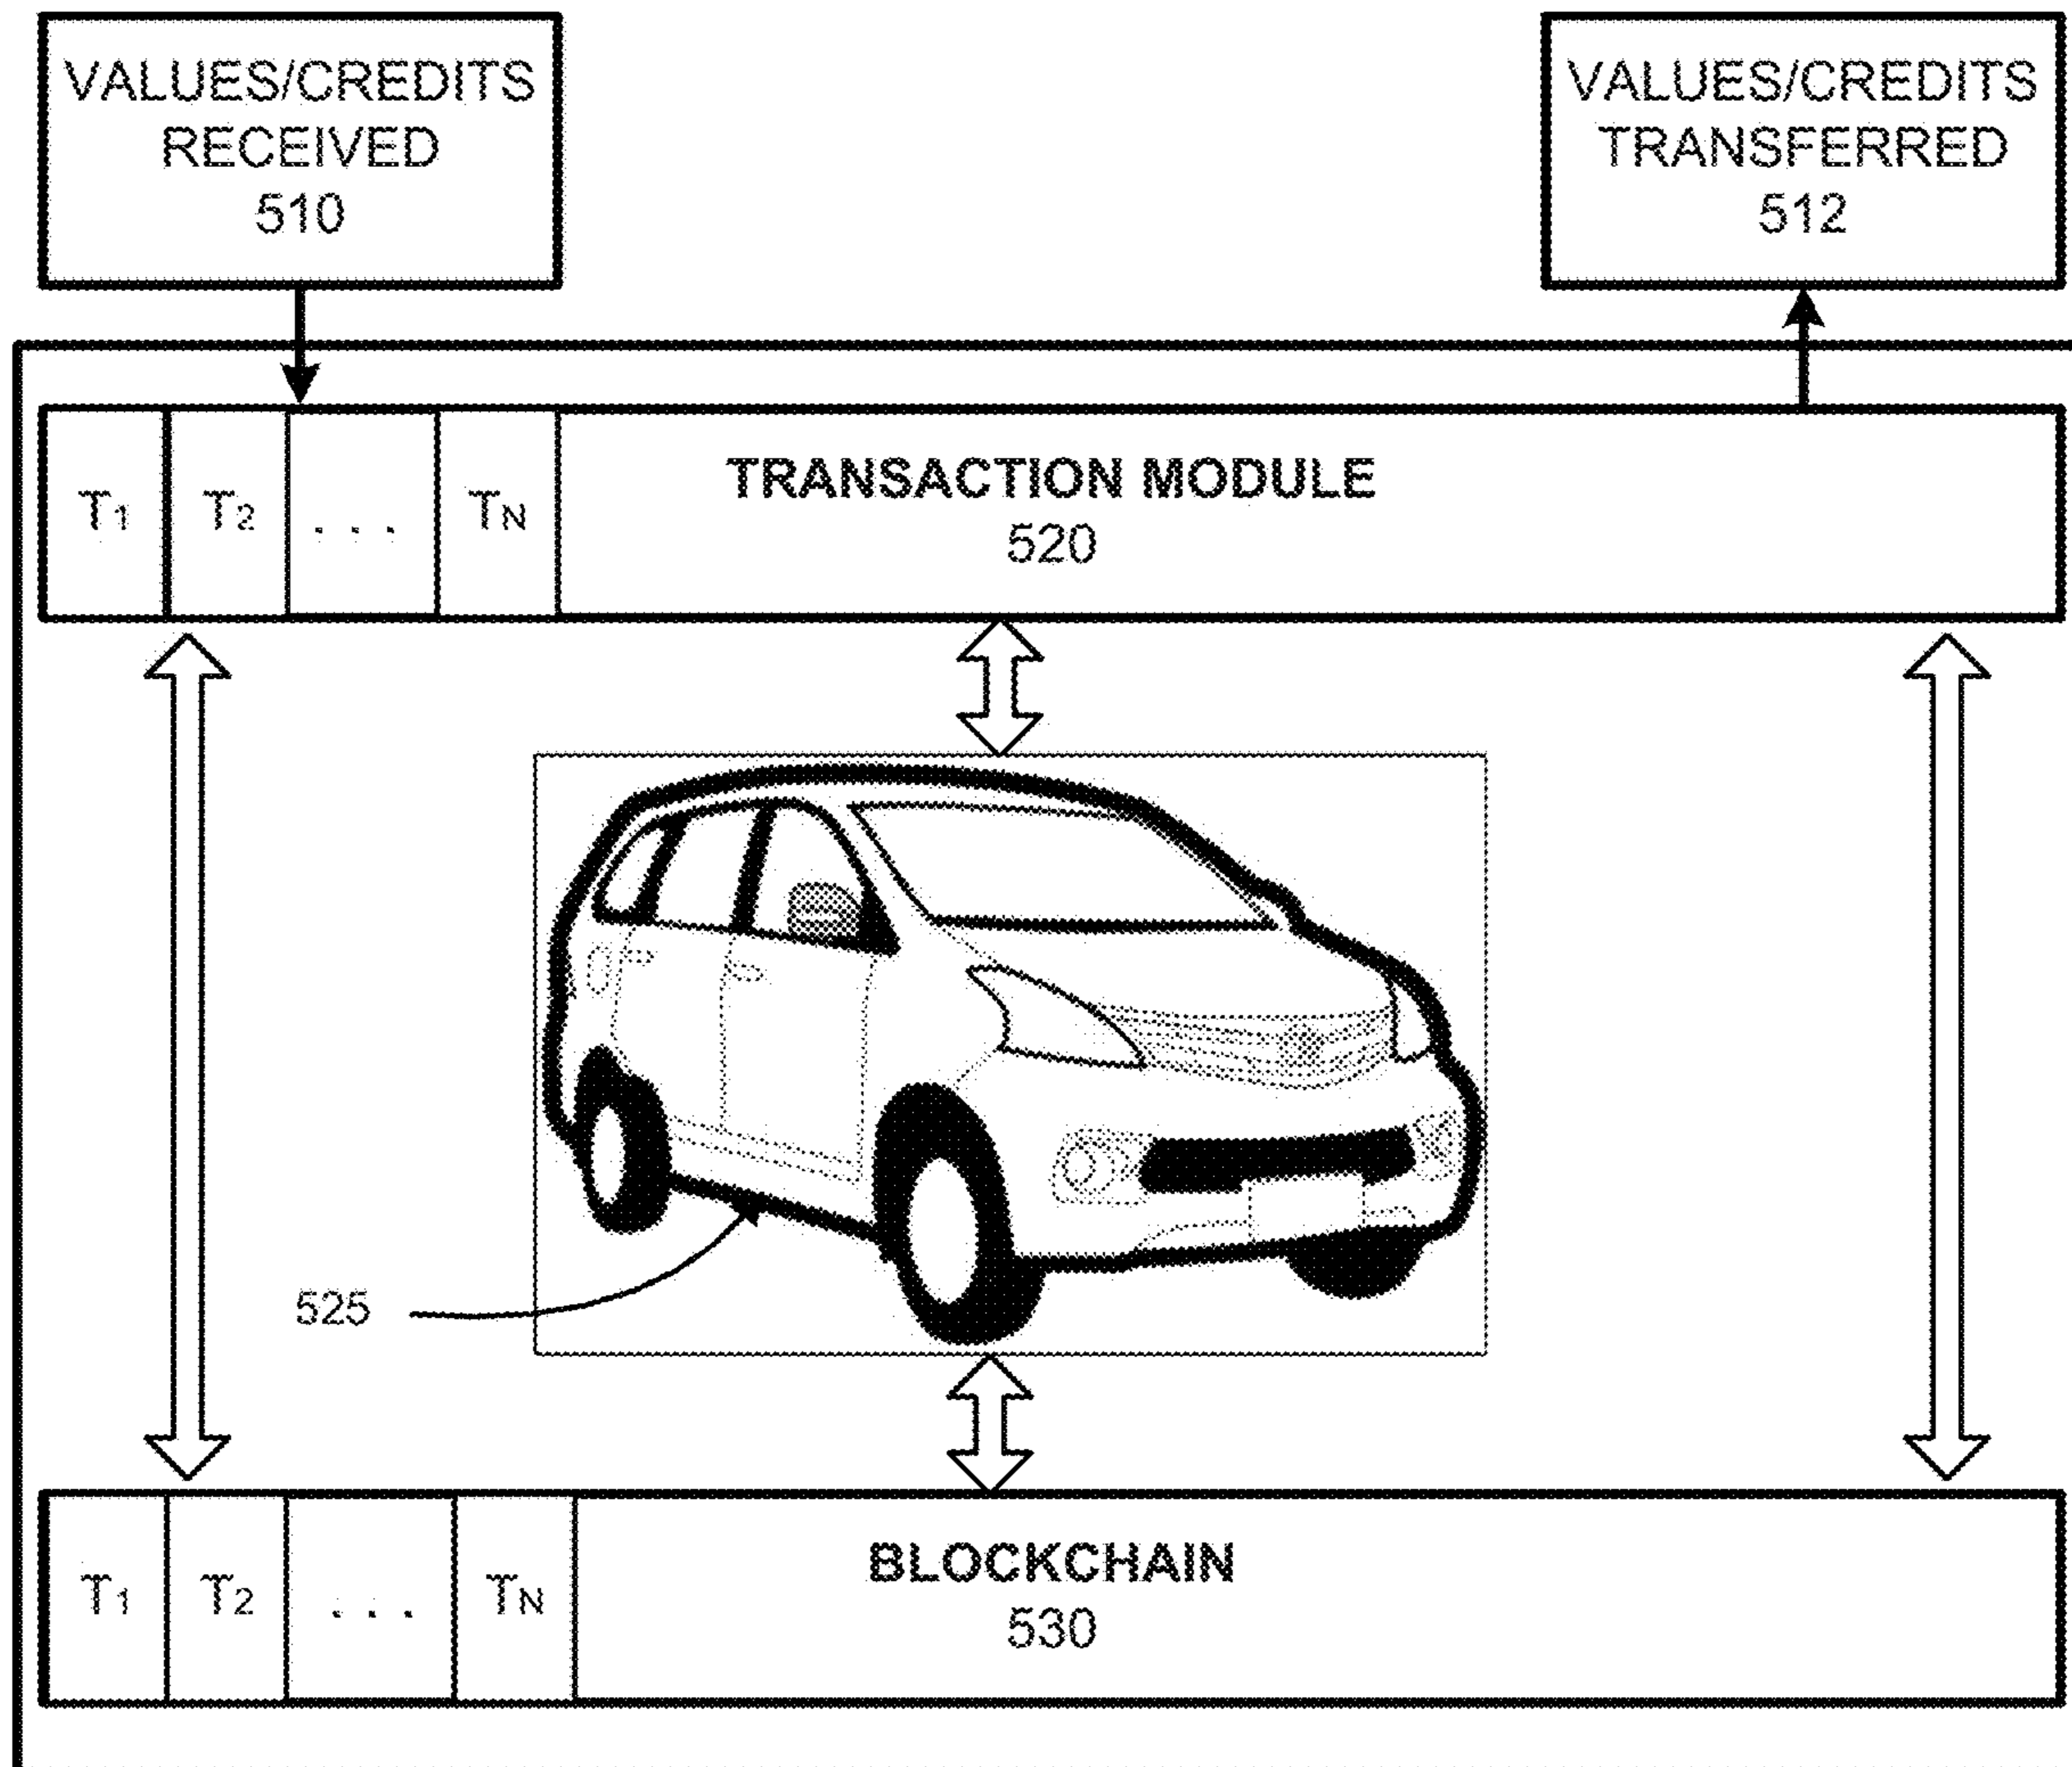 VALUES/CREDITS
RECEIVED
510
VALUES/CREDITS
TRANSFERRED
512
T1 T2 . . . TN
TRANSACTION MODULE
520
525
T1 T2 . . . TN
BLOCKCHAIN
530